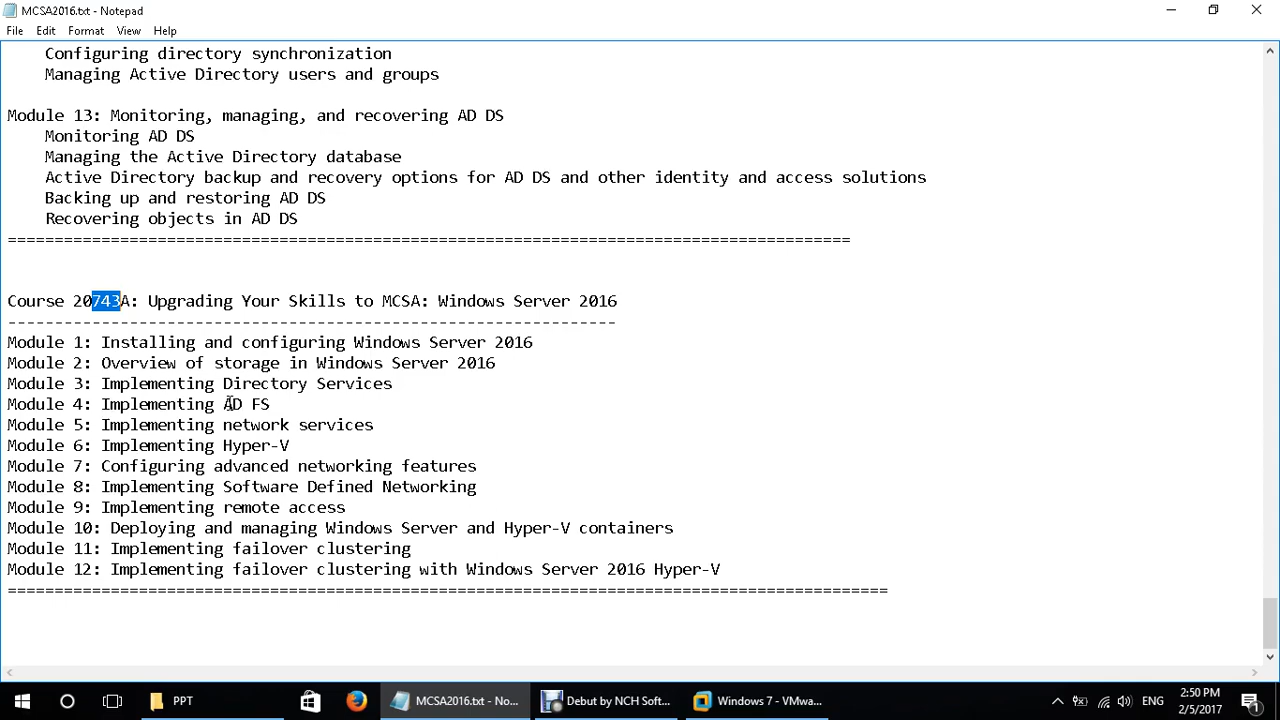 MCSA2016.txt - Notepad
File Edit Format View Help
Configuring directory synchronization
Managing Active Directory users and groups
Module 13: Monitoring, managing, and recovering AD DS
Monitoring AD DS
Managing the Active Directory database
Active Directory backup and recovery options for AD DS and other identity and access solutions
Backing up and restoring AD DS
Recovering objects in AD DS
==========================================================================================
Course 20743A: Upgrading Your Skills to MCSA: Windows Server 2016
-----------------------------------------------------------------
Module 1: Installing and configuring Windows Server 2016
Module 2: Overview of storage in Windows Server 2016
Module 3: Implementing Directory Services
Module 4: Implementing AD FS
Module 5: Implementing network services
Module 6: Implementing Hyper-V
Module 7: Configuring advanced networking features
Module 8: Implementing Software Defined Networking
Module 9: Implementing remote access
Module 10: Deploying and managing Windows Server and Hyper-V containers
Module 11: Implementing failover clustering
Module 12: Implementing failover clustering with Windows Server 2016 Hyper-V
==============================================================================================
PPT MCSA2016.txt - No... Debut by NCH Soft... Windows 7 - VMwa... ENG 2:50 PM
2/5/2017